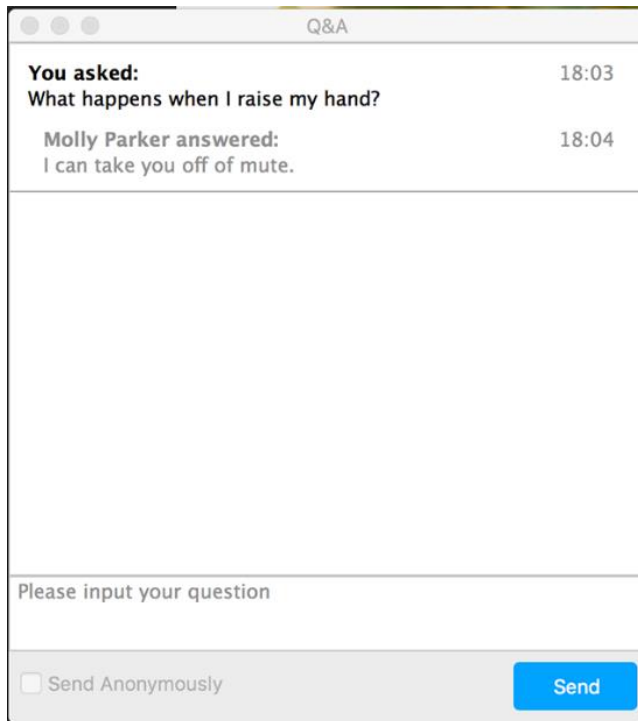 Q&A
You asked: 18:03
What happens when I raise my hand?
Molly Parker answered: 18:04
I can take you off of mute.
Please input your question
Send Anonymously
Send